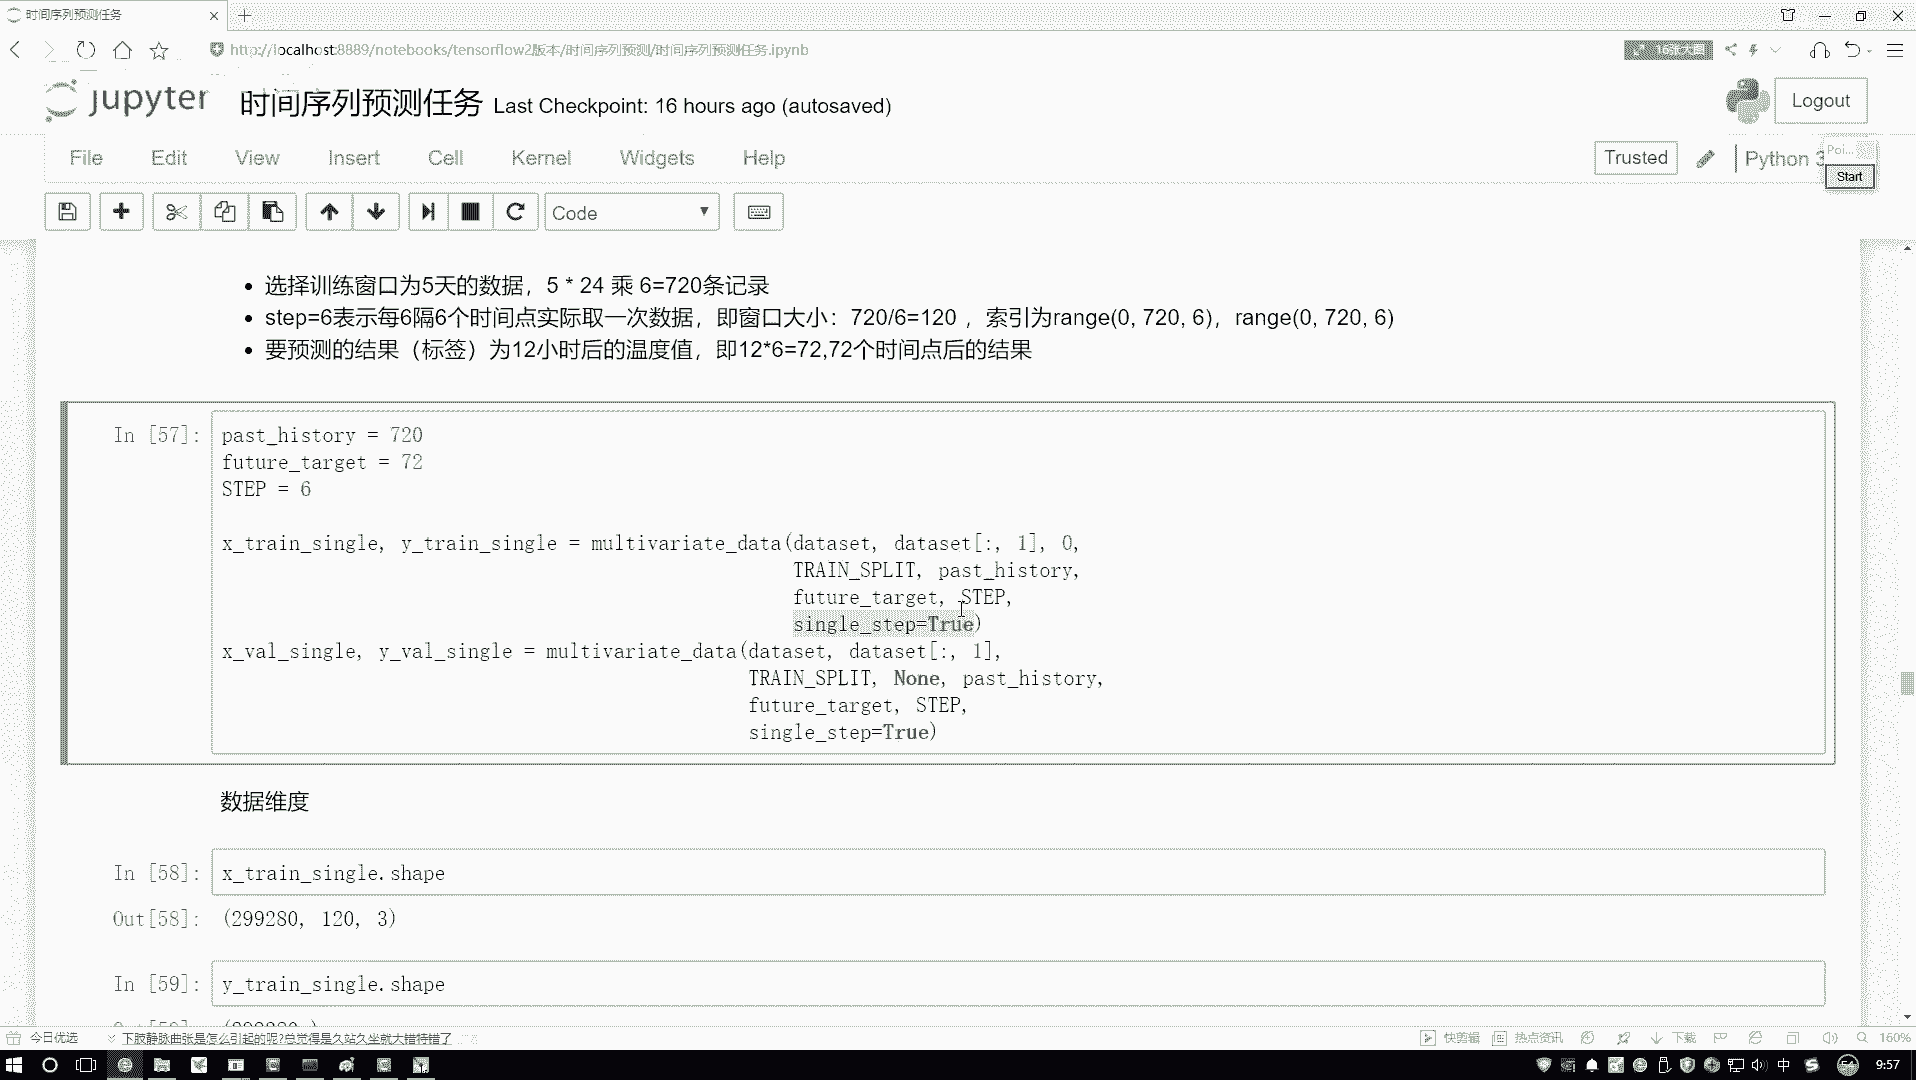 时间序列预测任务
http://localhost:8889/notebooks/tensorflow2版本/时间序列预测/时间序列预测任务.ipynb
jupyter 时间序列预测任务 Last Checkpoint: 16 hours ago (autosaved)
Logout
File Edit View Insert Cell Kernel Widgets Help
Trusted
Python 3
Poi...
Start
Code
选择训练窗口为5天的数据，5 * 24 乘 6=720条记录
step=6表示每6隔6个时间点实际取一次数据，即窗口大小：720/6=120 ，索引为range(0, 720, 6)，range(0, 720, 6)
要预测的结果（标签）为12小时后的温度值，即12*6=72,72个时间点后的结果
In [57]:
past_history = 720
future_target = 72
STEP = 6
x_train_single, y_train_single = multivariate_data(dataset, dataset[:, 1], 0,
TRAIN_SPLIT, past_history,
future_target, STEP,
single_step=True)
x_val_single, y_val_single = multivariate_data(dataset, dataset[:, 1],
TRAIN_SPLIT, None, past_history,
future_target, STEP,
single_step=True)
数据维度
In [58]: x_train_single.shape
Out[58]: (299280, 120, 3)
In [59]: y_train_single.shape
今日优选
下肢静脉曲张是怎么引起的呢?总觉得是久站久坐就大错特错了
快剪辑
热点资讯
下载
160%
中
54
9:57